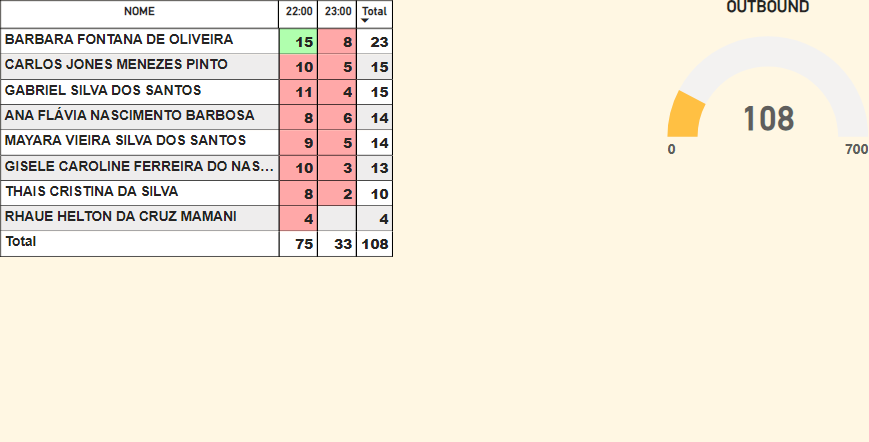 NOME 22:00 23:00 Total
BARBARA FONTANA DE OLIVEIRA 15 8 23
CARLOS JONES MENEZES PINTO 10 5 15
GABRIEL SILVA DOS SANTOS 11 4 15
ANA FLÁVIA NASCIMENTO BARBOSA 8 6 14
MAYARA VIEIRA SILVA DOS SANTOS 9 5 14
GISELE CAROLINE FERREIRA DO NAS... 10 3 13
THAIS CRISTINA DA SILVA 8 2 10
RHAUE HELTON DA CRUZ MAMANI 4 4
Total 75 33 108
OUTBOUND
108
0 700